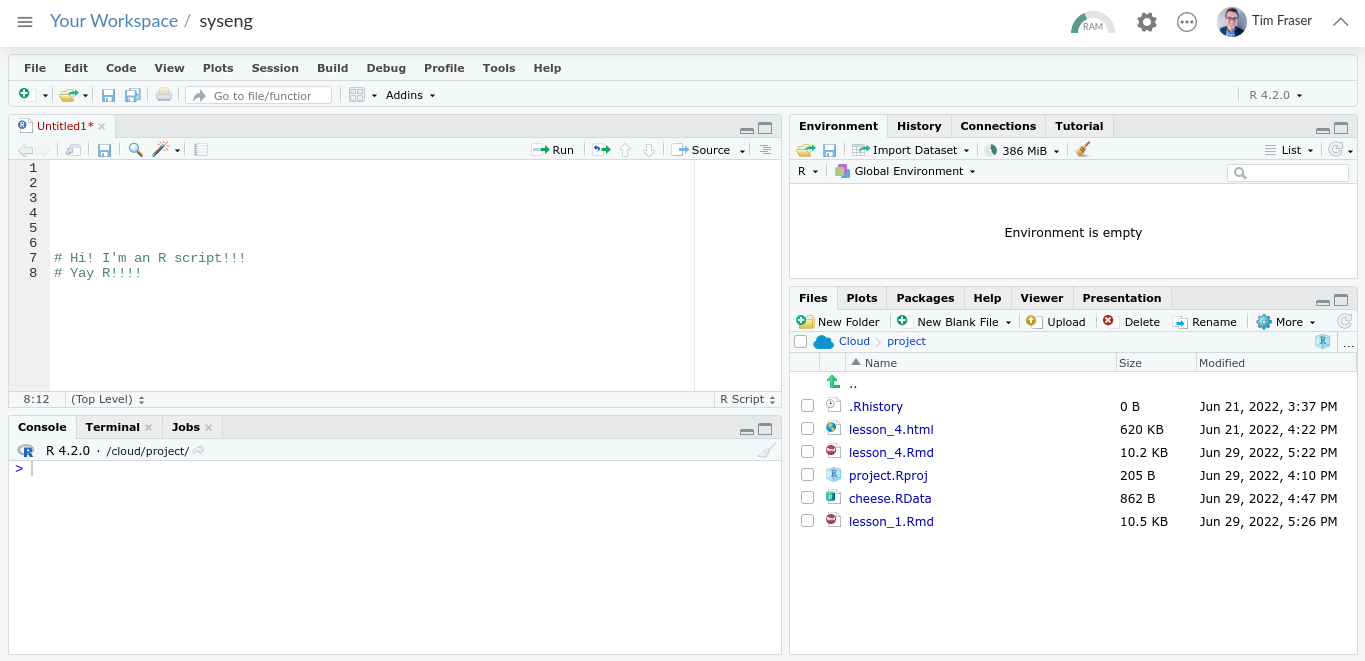 Your Workspace / syseng
RAM
Tim Fraser
File Edit Code View Plots Session Build Debug Profile Tools Help
Go to file/function
Addins
R 4.2.0
Untitled1*
Run
Source
1
2
3
4
5
6
7 # Hi! I'm an R script!!!
8 # Yay R!!!!
8:12 (Top Level) R Script
Console Terminal Jobs
R 4.2.0 · /cloud/project/
>
Environment History Connections Tutorial
Import Dataset 386 MiB List
R Global Environment
Environment is empty
Files Plots Packages Help Viewer Presentation
New Folder New Blank File Upload Delete Rename More
Cloud project R ...
Name Size Modified
..
.Rhistory 0 B Jun 21, 2022, 3:37 PM
lesson_4.html 620 KB Jun 21, 2022, 4:22 PM
lesson_4.Rmd 10.2 KB Jun 29, 2022, 5:22 PM
project.Rproj 205 B Jun 29, 2022, 4:10 PM
cheese.RData 862 B Jun 29, 2022, 4:47 PM
lesson_1.Rmd 10.5 KB Jun 29, 2022, 5:26 PM